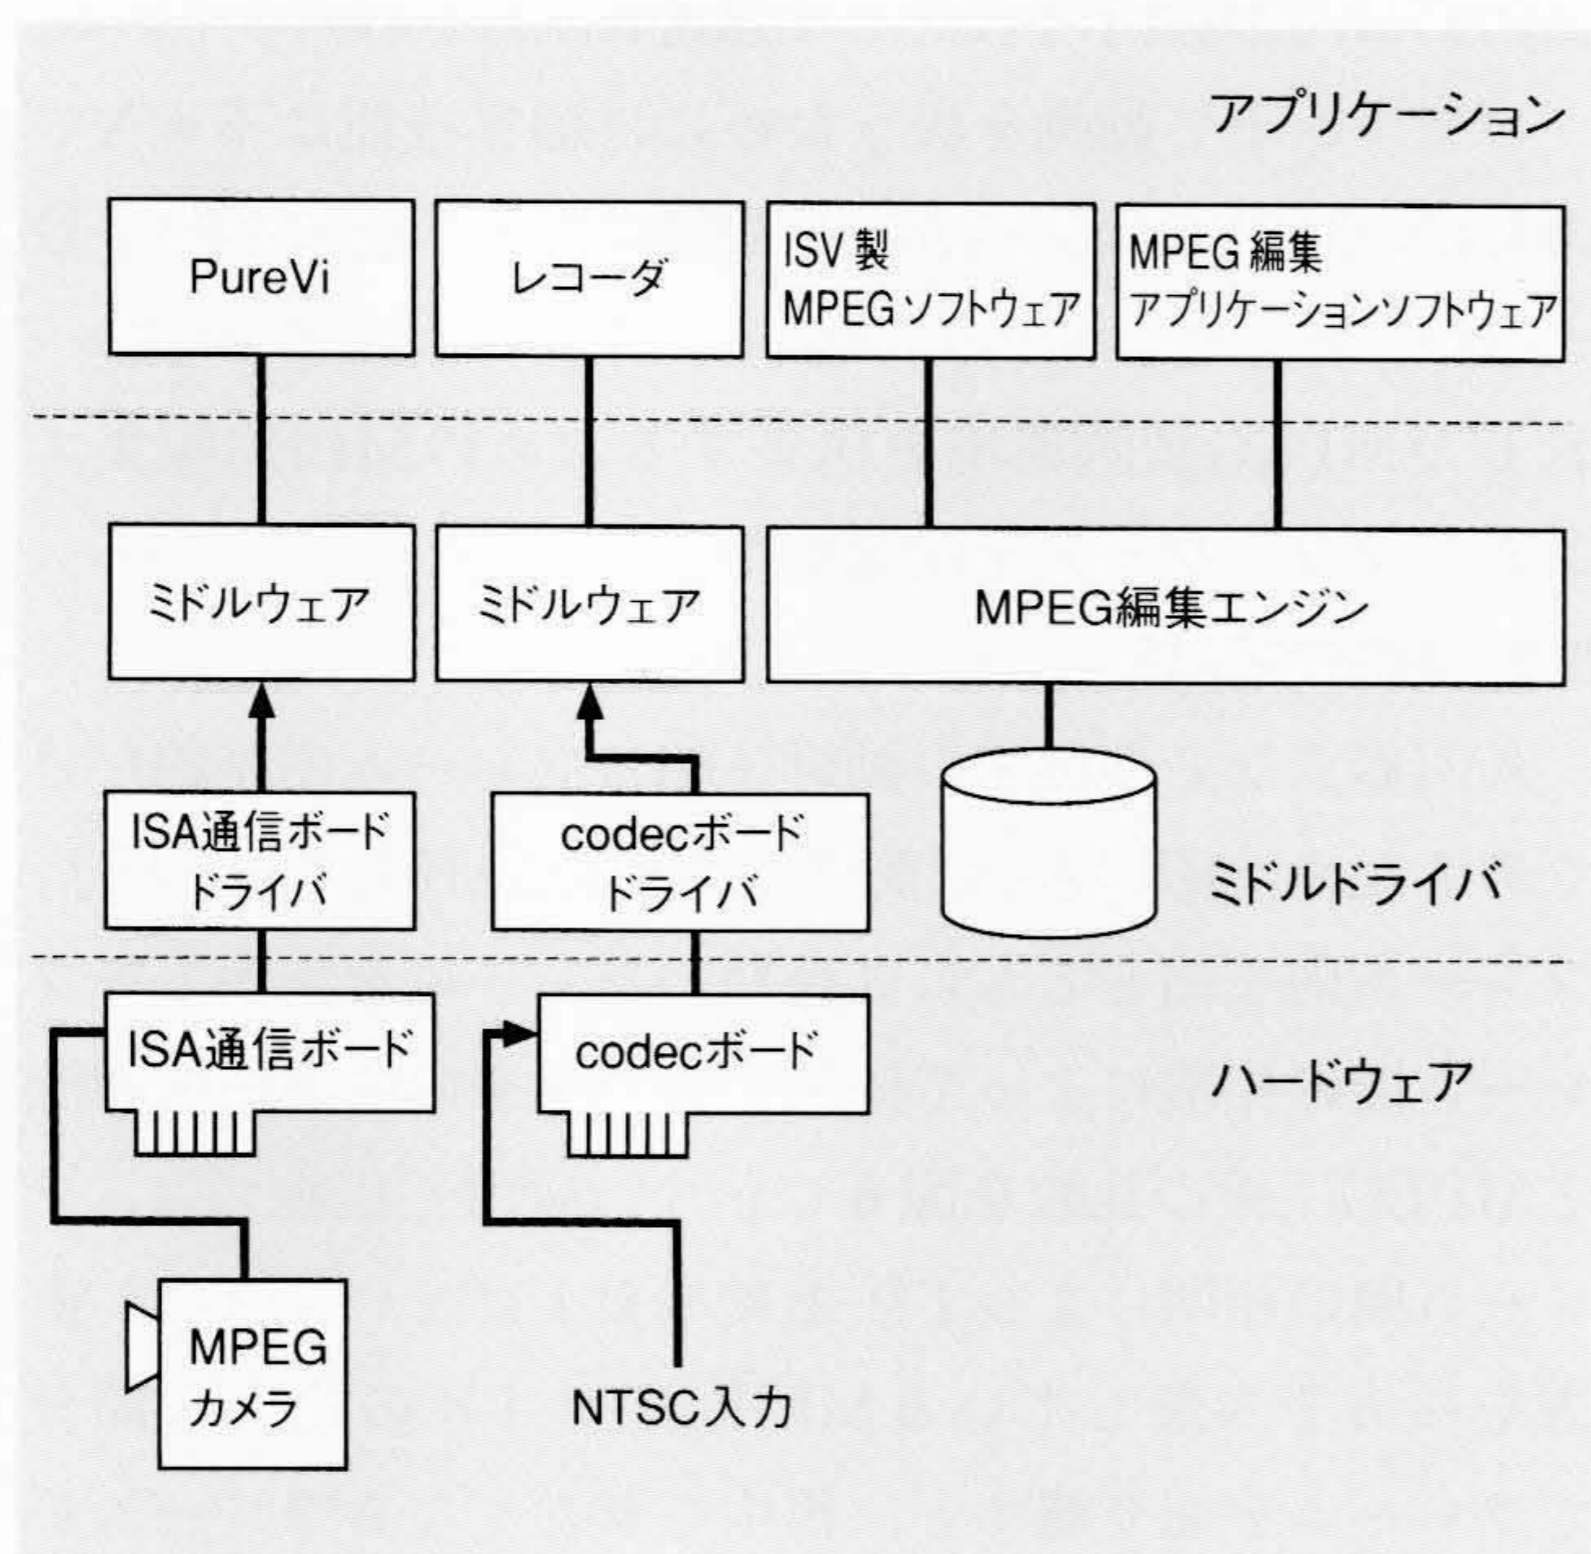 アプリケーション
PureVi
レコーダ
ISV 製
MPEG ソフトウェア
MPEG 編集
アプリケーションソフトウェア
ミドルウェア
ミドルウェア
MPEG編集エンジン
ISA通信ボード
ドライバ
codecボード
ドライバ
ミドルドライバ
ISA通信ボード
codecボード
ハードウェア
MPEG
カメラ
NTSC入力